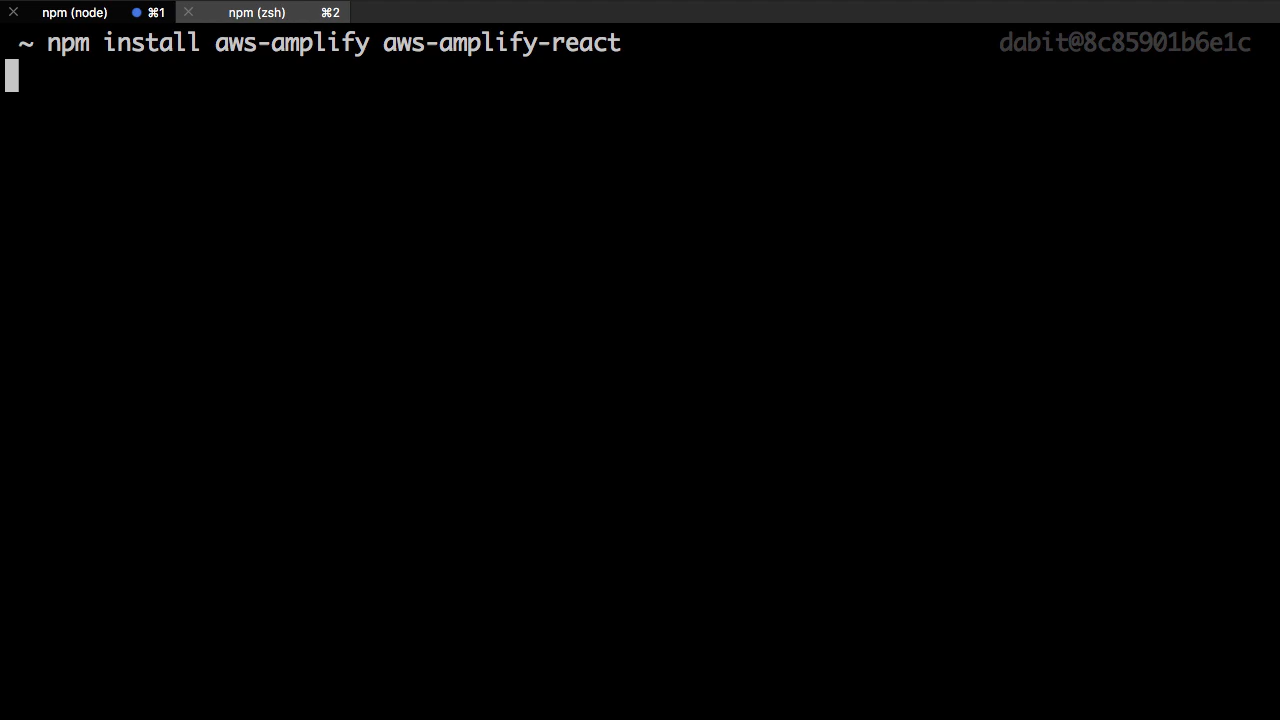 npm (node) ⌘1 npm (zsh) ⌘2
~ npm install aws-amplify aws-amplify-react dabit@8c85901b6e1c